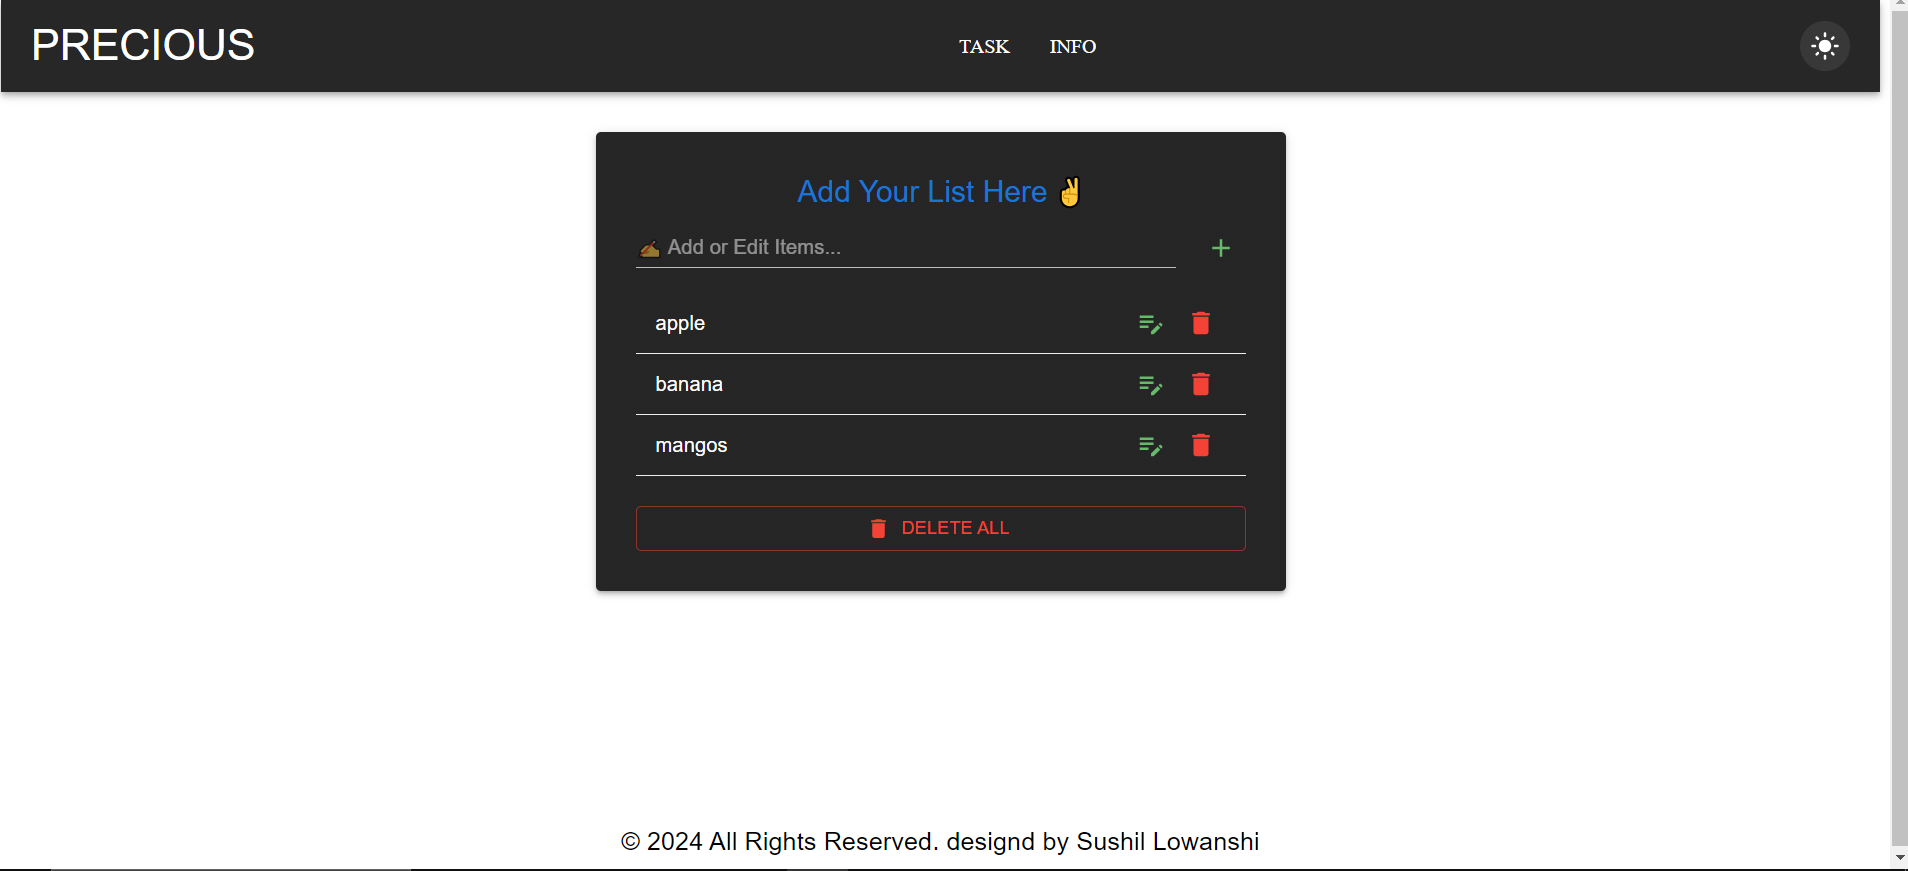 PRECIOUS
TASK INFO
Add Your List Here ✌
✍ Add or Edit Items...
apple
banana
mangos
DELETE ALL
© 2024 All Rights Reserved. designd by Sushil Lowanshi